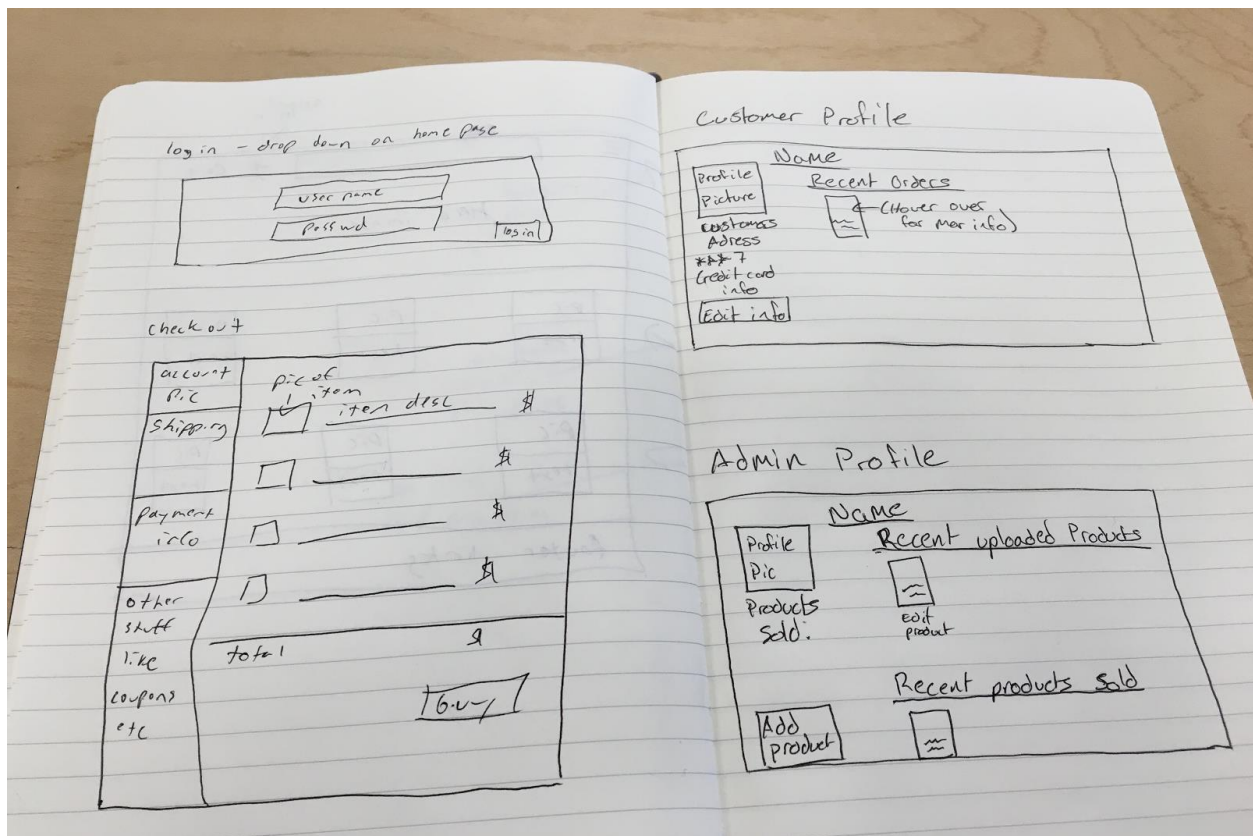 log in - drop down on home page
user name
Passwd
log in
check out
account
pic
Shipping
payment
info
other
stuff
like
coupons
etc
pic of
item
item desc $
$
$
$
total $
buy
Customer Profile
Name
Profile
Picture
Recent Orders
(Hover over
for mor info)
customers
Adress
***7
Credit card
info
Edit info
Admin Profile
Name
Profile
Pic
Recent uploaded Products
Products
Sold:
Edit
product
Recent products sold
Add
product